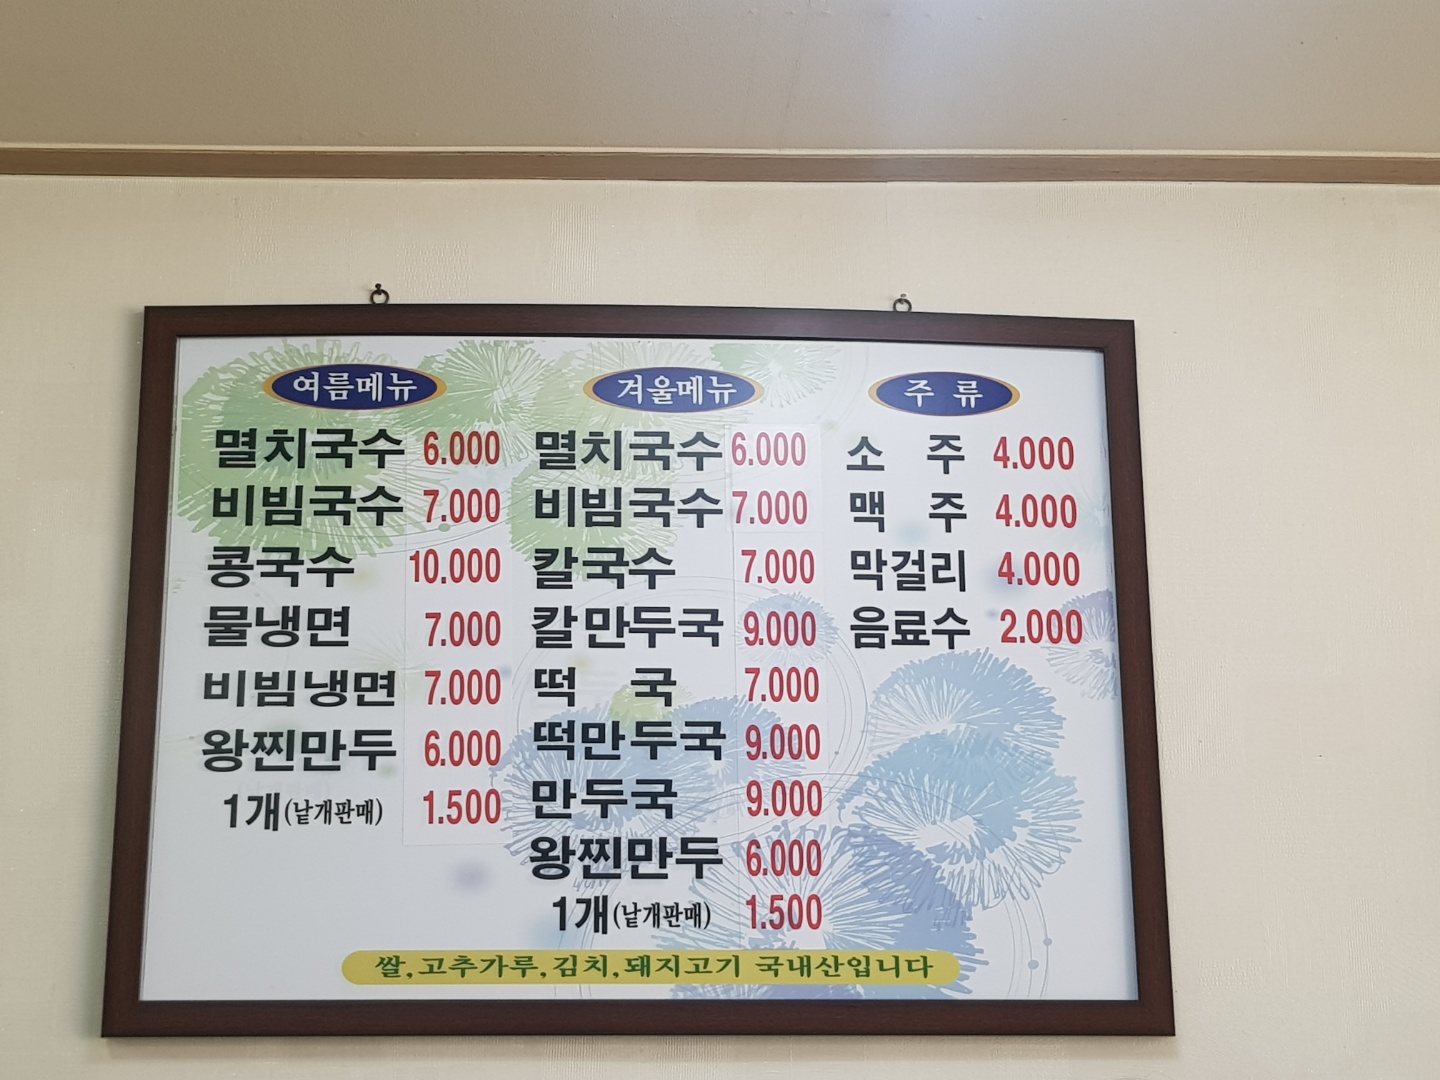 여름메뉴
멸치국수 6.000
비빔국수 7.000
콩국수 10.000
물냉면 7.000
비빔냉면 7.000
왕찐만두 6.000
1개(낱개판매) 1.500
겨울메뉴
멸치국수 6.000
비빔국수 7.000
칼국수 7.000
칼만두국 9.000
떡 국 7.000
떡만두국 9.000
만두국 9.000
왕찐만두 6.000
1개(낱개판매) 1.500
주 류
소 주 4.000
맥 주 4.000
막걸리 4.000
음료수 2.000
쌀,고추가루,김치,돼지고기 국내산입니다